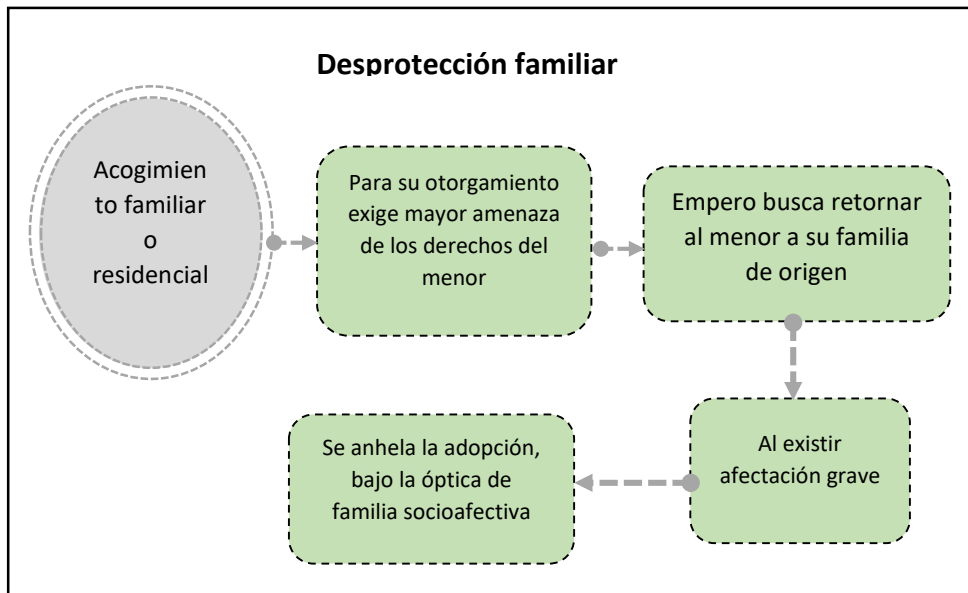 Desprotección familiar
Acogimien
to familiar
o
residencial
Para su otorgamiento
exige mayor amenaza
de los derechos del
menor
Empero busca retornar
al menor a su familia
de origen
Al existir
afectación grave
Se anhela la adopción,
bajo la óptica de
familia socioafectiva